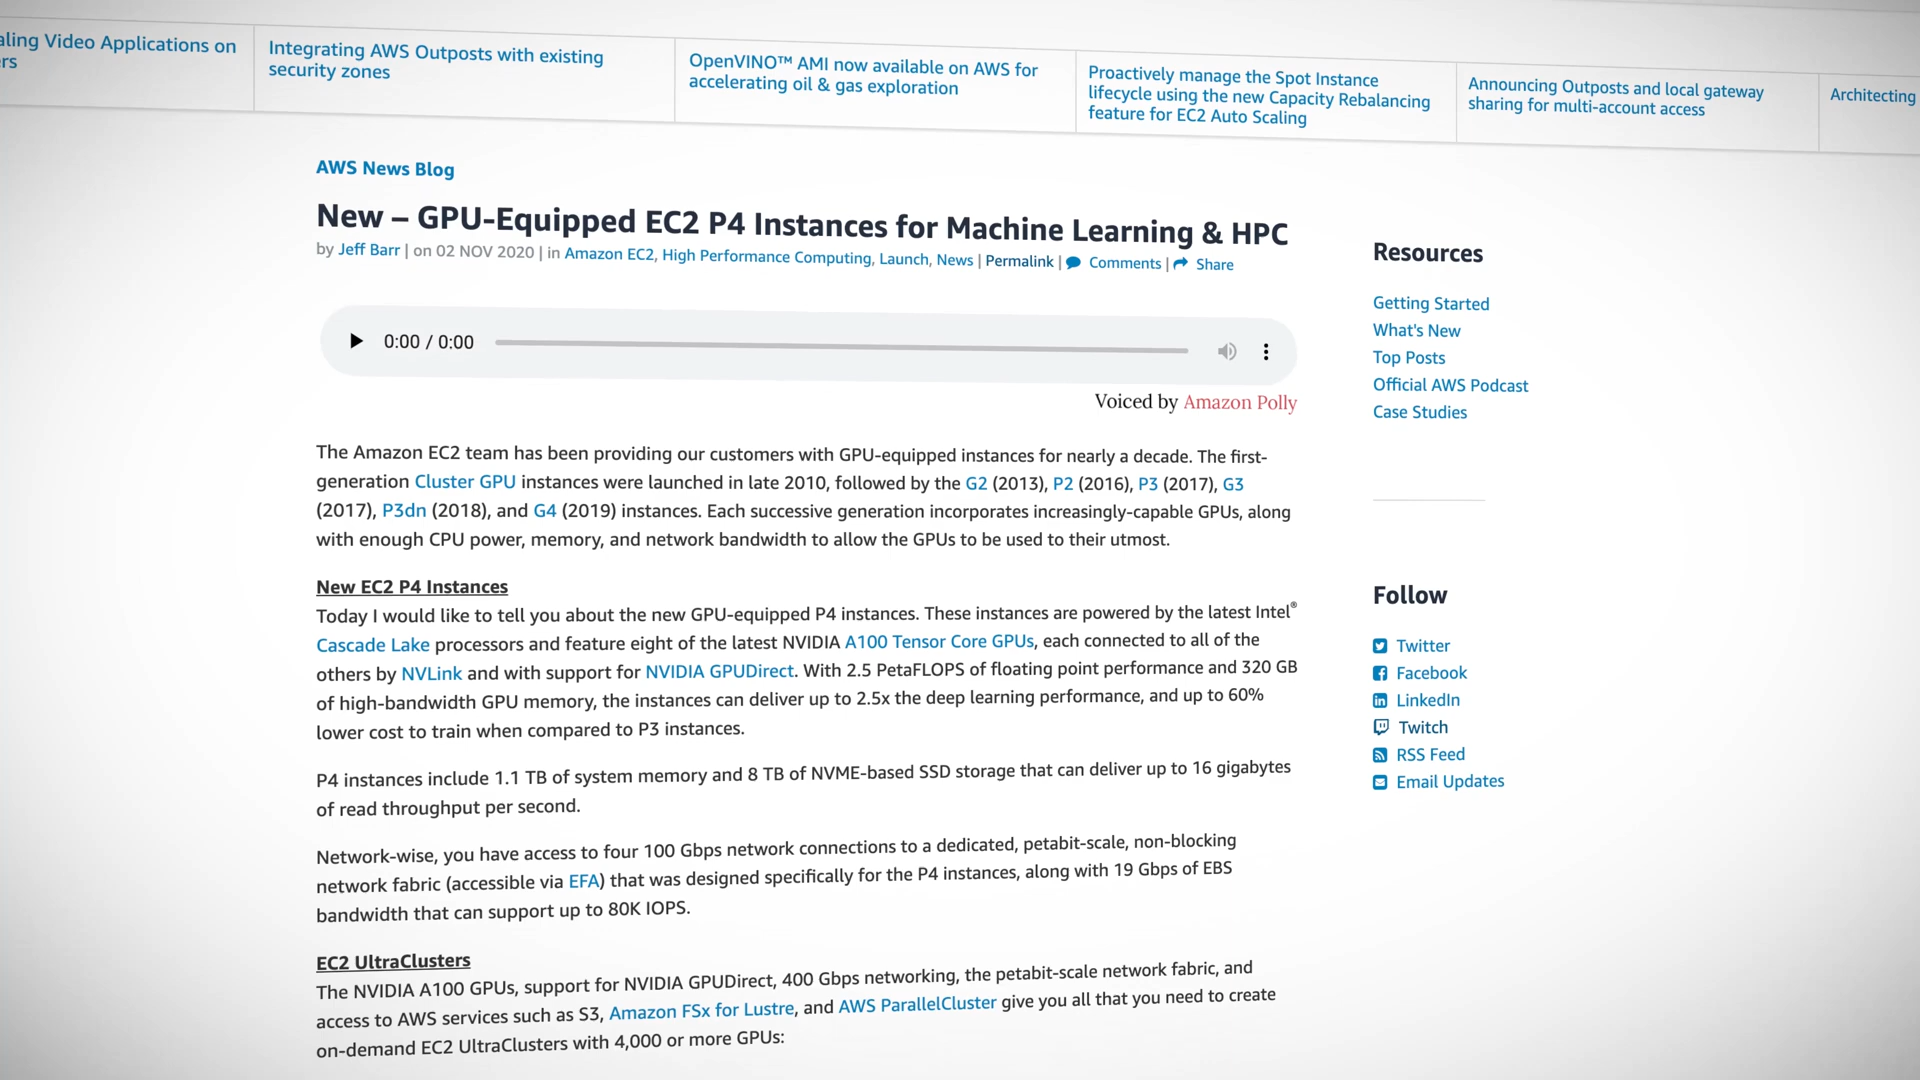 aling Video Applications on
ers
Integrating AWS Outposts with existing
security zones
OpenVINO™ AMI now available on AWS for
accelerating oil & gas exploration
Proactively manage the Spot Instance
lifecycle using the new Capacity Rebalancing
feature for EC2 Auto Scaling
Announcing Outposts and local gateway
sharing for multi-account access
Architecting
AWS News Blog
New – GPU-Equipped EC2 P4 Instances for Machine Learning & HPC
by Jeff Barr | on 02 NOV 2020 | in Amazon EC2, High Performance Computing, Launch, News | Permalink | Comments | Share
0:00 / 0:00
Voiced by Amazon Polly
The Amazon EC2 team has been providing our customers with GPU-equipped instances for nearly a decade. The first-
generation Cluster GPU instances were launched in late 2010, followed by the G2 (2013), P2 (2016), P3 (2017), G3
(2017), P3dn (2018), and G4 (2019) instances. Each successive generation incorporates increasingly-capable GPUs, along
with enough CPU power, memory, and network bandwidth to allow the GPUs to be used to their utmost.
New EC2 P4 Instances
Today I would like to tell you about the new GPU-equipped P4 instances. These instances are powered by the latest Intel®
Cascade Lake processors and feature eight of the latest NVIDIA A100 Tensor Core GPUs, each connected to all of the
others by NVLink and with support for NVIDIA GPUDirect. With 2.5 PetaFLOPS of floating point performance and 320 GB
of high-bandwidth GPU memory, the instances can deliver up to 2.5x the deep learning performance, and up to 60%
lower cost to train when compared to P3 instances.
P4 instances include 1.1 TB of system memory and 8 TB of NVME-based SSD storage that can deliver up to 16 gigabytes
of read throughput per second.
Network-wise, you have access to four 100 Gbps network connections to a dedicated, petabit-scale, non-blocking
network fabric (accessible via EFA) that was designed specifically for the P4 instances, along with 19 Gbps of EBS
bandwidth that can support up to 80K IOPS.
EC2 UltraClusters
The NVIDIA A100 GPUs, support for NVIDIA GPUDirect, 400 Gbps networking, the petabit-scale network fabric, and
access to AWS services such as S3, Amazon FSx for Lustre, and AWS ParallelCluster give you all that you need to create
on-demand EC2 UltraClusters with 4,000 or more GPUs:
Resources
Getting Started
What's New
Top Posts
Official AWS Podcast
Case Studies
Follow
Twitter
Facebook
LinkedIn
Twitch
RSS Feed
Email Updates